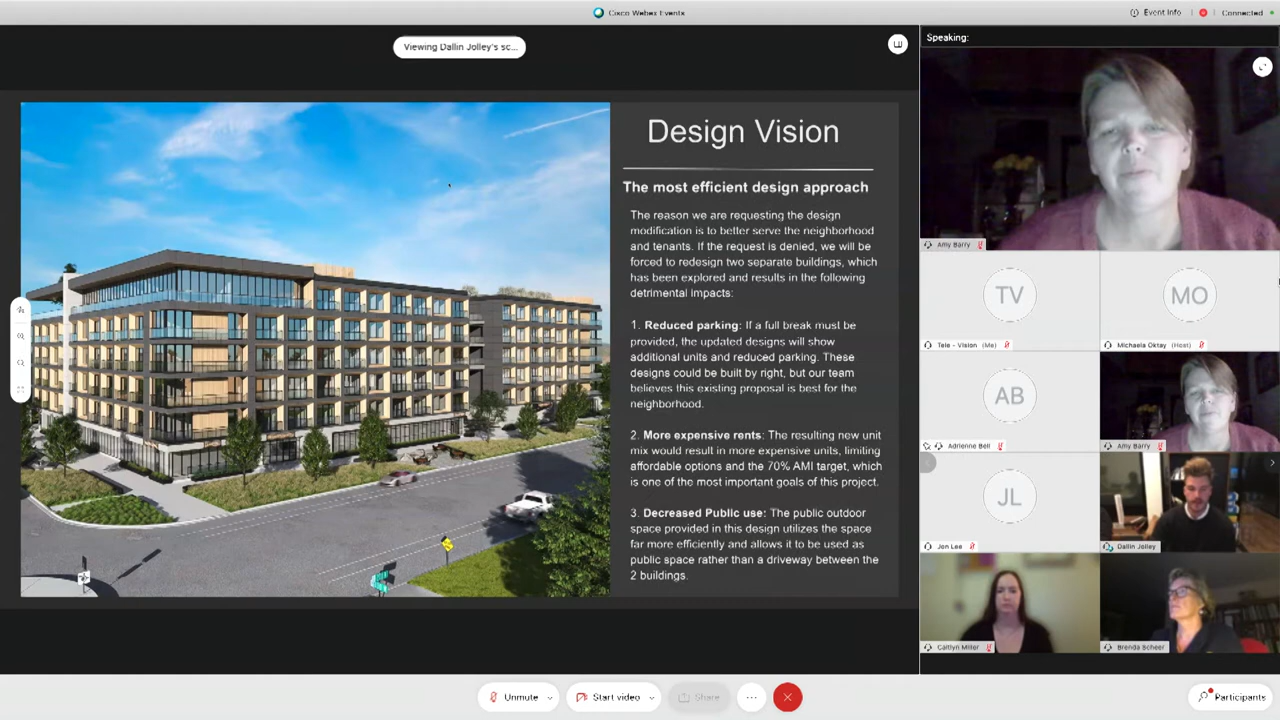 Cisco Webex Events
Event Info
Connected
Viewing Dallin Jolley's sc...
Speaking:
Design Vision
The most efficient design approach
The reason we are requesting the design
modification is to better serve the neighborhood
and tenants. If the request is denied, we will be
forced to redesign two separate buildings, which
has been explored and results in the following
detrimental impacts:
1. Reduced parking: If a full break must be
provided, the updated designs will show
additional units and reduced parking. These
designs could be built by right, but our team
believes this existing proposal is best for the
neighborhood.
2. More expensive rents: The resulting new unit
mix would result in more expensive units, limiting
affordable options and the 70% AMI target, which
is one of the most important goals of this project.
3. Decreased Public use: The public outdoor
space provided in this design utilizes the space
far more efficiently and allows it to be used as
public space rather than a driveway between the
2 buildings.
Amy Barry
TV
MO
Tele - Vision (Me)
Michaela Oktay (Host)
AB
Adrienne Bell
Amy Barry
JL
Jon Lee
Dallin Jolley
Caitlyn Miller
Brenda Scheer
Unmute
Start video
Share
Participants